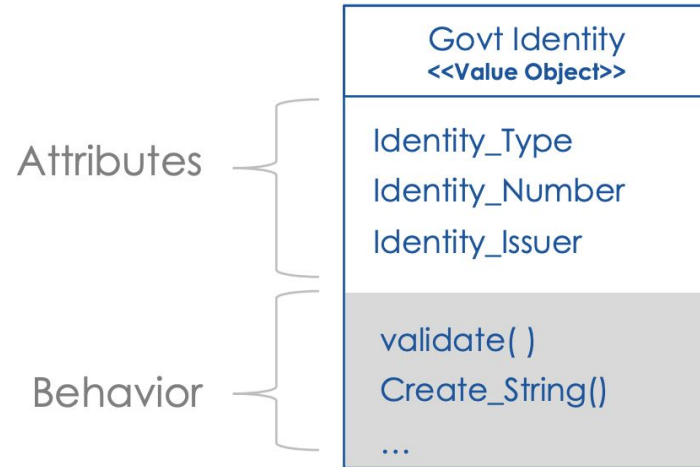 Govt Identity
<<Value Object>>
Attributes
Identity_Type
Identity_Number
Identity_Issuer
Behavior
validate( )
Create_String()
...